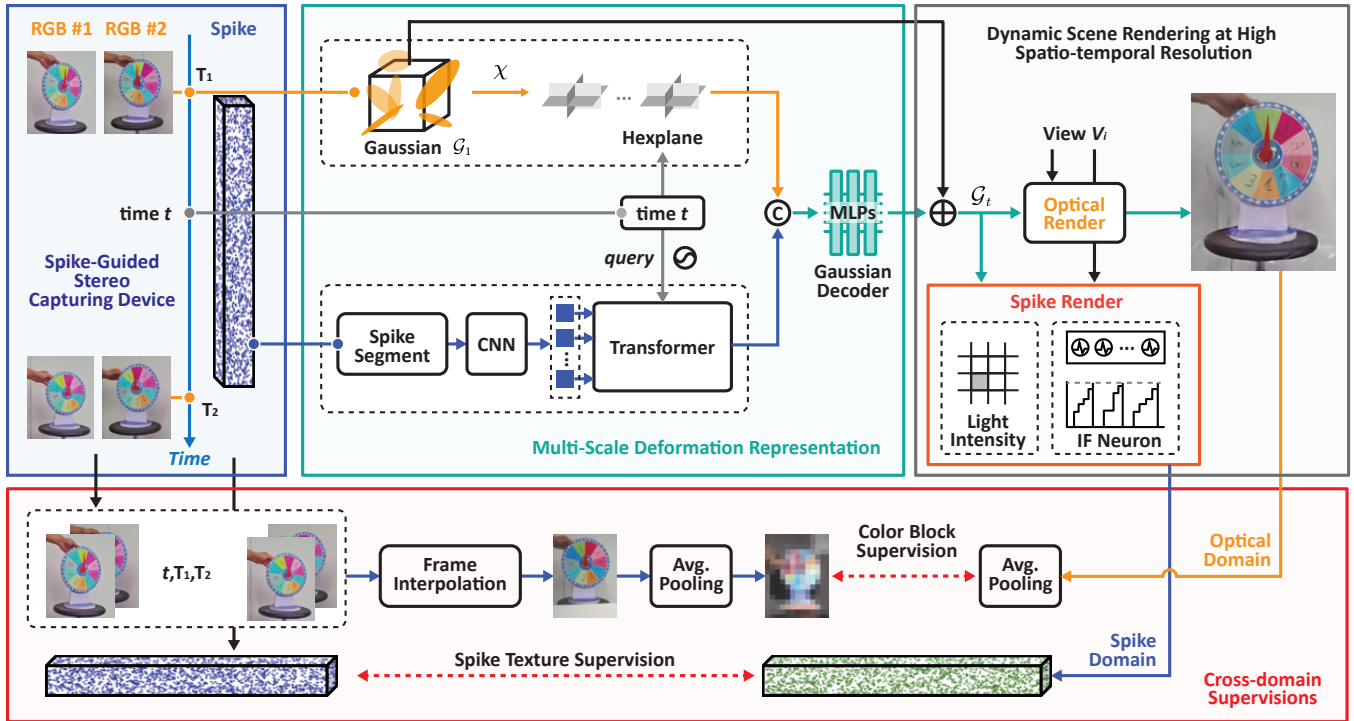 RGB #1 RGB #2 Spike
T₁
time t
Spike-Guided
Stereo
Capturing Device
T₂
Time
χ
...
Gaussian 𝒢₁
Hexplane
time t
query
C
MLPs
Gaussian
Decoder
Spike
Segment
CNN
Transformer
Multi-Scale Deformation Representation
Dynamic Scene Rendering at High
Spatio-temporal Resolution
View Vᵢ
𝒢ₜ
Optical
Render
Spike Render
...
Light
Intensity
IF Neuron
t,T₁,T₂
Frame
Interpolation
Avg.
Pooling
Color Block
Supervision
Avg.
Pooling
Optical
Domain
Spike Texture Supervision
Spike
Domain
Cross-domain
Supervisions